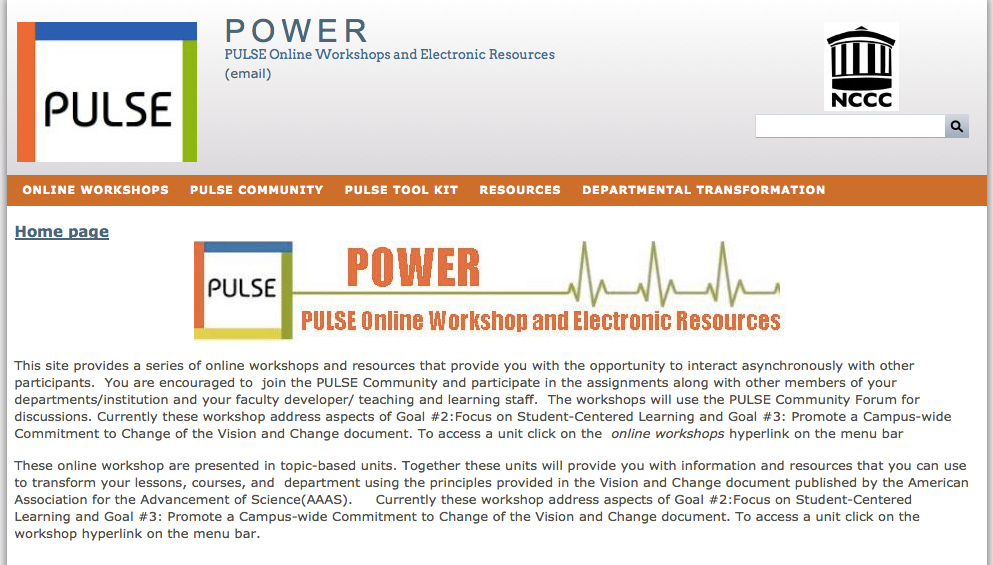 PULSE
POWER
PULSE Online Workshops and Electronic Resources
(email)
NCCC
ONLINE WORKSHOPS PULSE COMMUNITY PULSE TOOL KIT RESOURCES DEPARTMENTAL TRANSFORMATION
Home page
PULSE
POWER
PULSE Online Workshop and Electronic Resources
This site provides a series of online workshops and resources that provide you with the opportunity to interact asynchronously with other
participants.  You are encouraged to  join the PULSE Community and participate in the assignments along with other members of your
departments/institution and your faculty developer/ teaching and learning staff.  The workshops will use the PULSE Community Forum for
discussions. Currently these workshop address aspects of Goal #2:Focus on Student-Centered Learning and Goal #3: Promote a Campus-wide
Commitment to Change of the Vision and Change document. To access a unit click on the  online workshops hyperlink on the menu bar
These online workshop are presented in topic-based units. Together these units will provide you with information and resources that you can use
to transform your lessons, courses, and  department using the principles provided in the Vision and Change document published by the American
Association for the Advancement of Science(AAAS).     Currently these workshop address aspects of Goal #2:Focus on Student-Centered
Learning and Goal #3: Promote a Campus-wide Commitment to Change of the Vision and Change document. To access a unit click on the
workshop hyperlink on the menu bar.